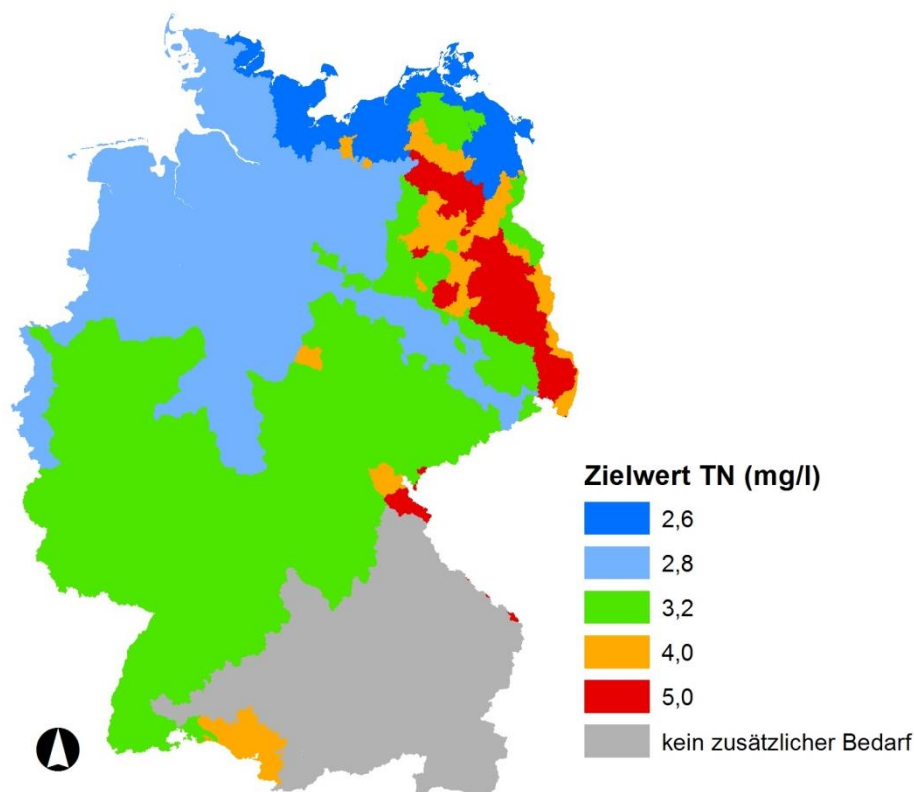 Zielwert TN (mg/l)
2,6
2,8
3,2
4,0
5,0
kein zusätzlicher Bedarf